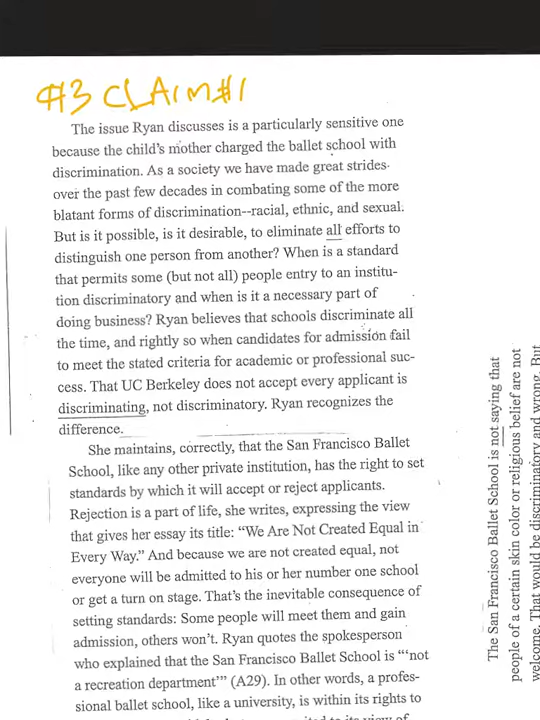 #3 CLAIM #1
The issue Ryan discusses is a particularly sensitive one
because the child's mother charged the ballet school with
discrimination. As a society we have made great strides
over the past few decades in combating some of the more
blatant forms of discrimination--racial, ethnic, and sexual.
But is it possible, is it desirable, to eliminate all efforts to
distinguish one person from another? When is a standard
that permits some (but not all) people entry to an institu-
tion discriminatory and when is it a necessary part of
doing business? Ryan believes that schools discriminate all
the time, and rightly so when candidates for admission fail
to meet the stated criteria for academic or professional suc-
cess. That UC Berkeley does not accept every applicant is
discriminating, not discriminatory. Ryan recognizes the
difference.
She maintains, correctly, that the San Francisco Ballet
School, like any other private institution, has the right to set
standards by which it will accept or reject applicants.
Rejection is a part of life, she writes, expressing the view
that gives her essay its title: “We Are Not Created Equal in
Every Way.” And because we are not created equal, not
everyone will be admitted to his or her number one school
or get a turn on stage. That's the inevitable consequence of
setting standards: Some people will meet them and gain
admission, others won't. Ryan quotes the spokesperson
who explained that the San Francisco Ballet School is “‘not
a recreation department’” (A29). In other words, a profes-
sional ballet school, like a university, is within its rights to
its view of
The San Francisco Ballet School is not saying that
people of a certain skin color or religious belief are not
welcome. That would be discriminatory and wrong. But